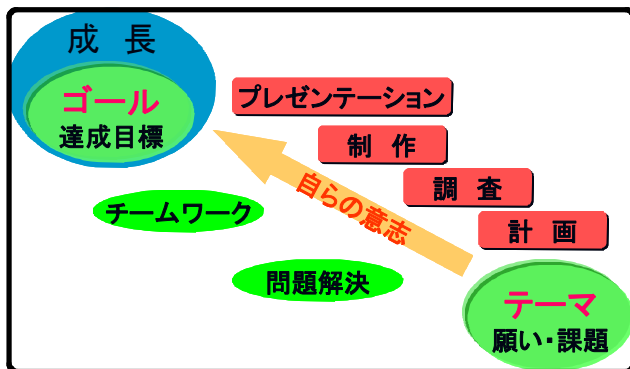 成 長
ゴール
達成目標
プレゼンテーション
制 作
調 査
計 画
自らの意志
チームワーク
問題解決
テーマ
願い・課題